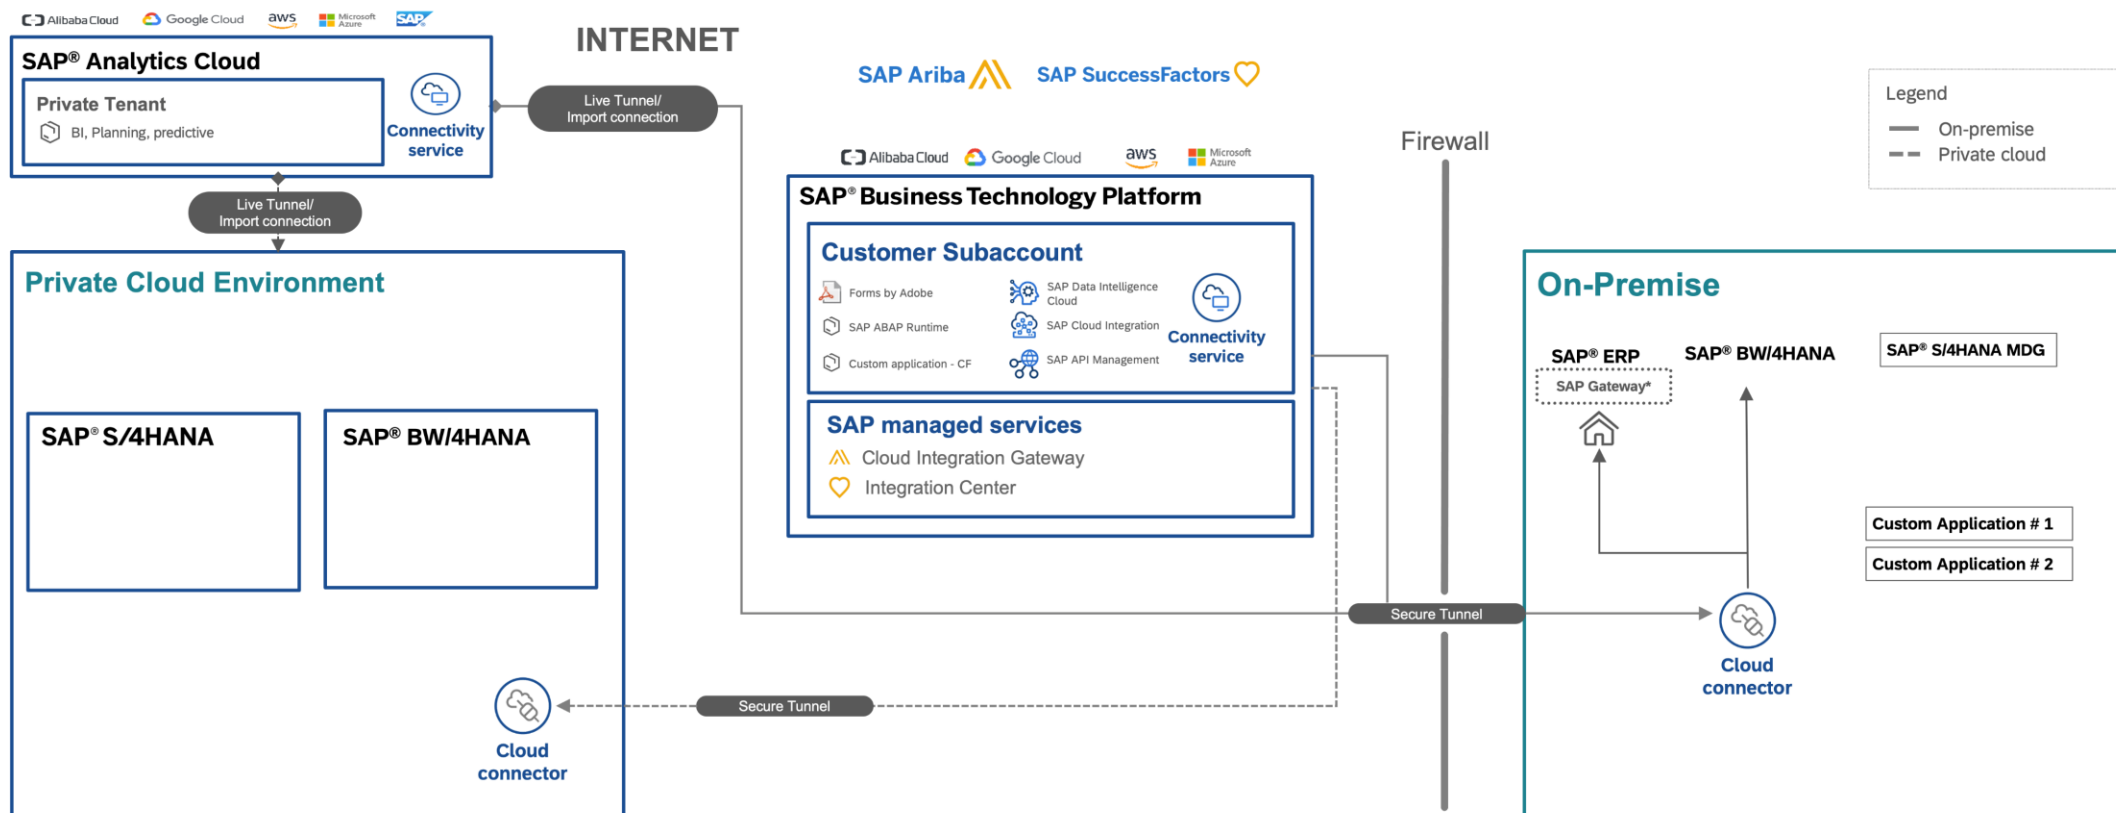 Alibaba Cloud
Google Cloud
aws
Microsoft
Azure
SAP
SAP® Analytics Cloud
Private Tenant
BI, Planning, predictive
Connectivity
service
Live Tunnel/
Import connection
INTERNET
Live Tunnel/
Import connection
SAP Ariba
SAP SuccessFactors
Alibaba Cloud
Google Cloud
aws
Microsoft
Azure
SAP® Business Technology Platform
Customer Subaccount
Forms by Adobe
SAP ABAP Runtime
Custom application - CF
SAP Data Intelligence
Cloud
SAP Cloud Integration
SAP API Management
Connectivity
service
SAP managed services
Cloud Integration Gateway
Integration Center
Firewall
Legend
On-premise
Private cloud
Private Cloud Environment
SAP® S/4HANA
SAP® BW/4HANA
Cloud
connector
Secure Tunnel
Secure Tunnel
On-Premise
SAP® ERP
SAP Gateway*
SAP® BW/4HANA
SAP® S/4HANA MDG
Custom Application # 1
Custom Application # 2
Cloud
connector